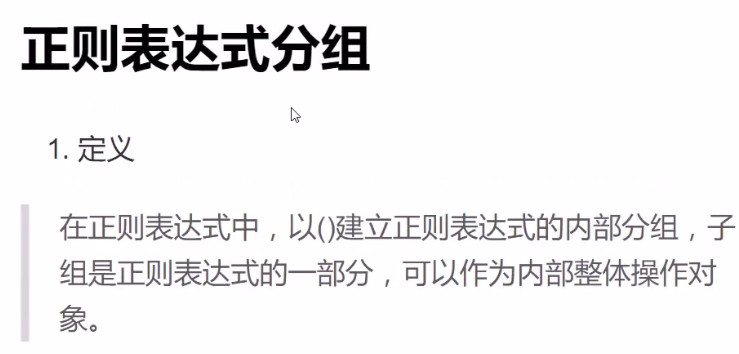 正则表达式分组
1. 定义
在正则表达式中，以()建立正则表达式的内部分组，子
组是正则表达式的一部分，可以作为内部整体操作对
象。